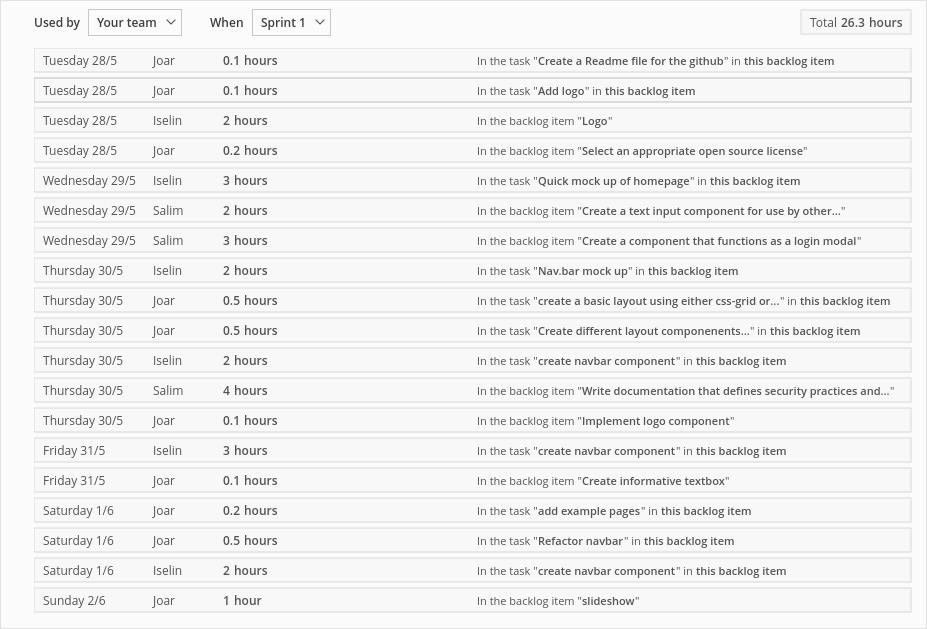 Used by Your team When Sprint 1 Total 26.3 hours
Tuesday 28/5 Joar 0.1 hours In the task "Create a Readme file for the github" in this backlog item
Tuesday 28/5 Joar 0.1 hours In the task "Add logo" in this backlog item
Tuesday 28/5 Iselin 2 hours In the backlog item "Logo"
Tuesday 28/5 Joar 0.2 hours In the backlog item "Select an appropriate open source license"
Wednesday 29/5 Iselin 3 hours In the task "Quick mock up of homepage" in this backlog item
Wednesday 29/5 Salim 2 hours In the backlog item "Create a text input component for use by other..."
Wednesday 29/5 Salim 3 hours In the backlog item "Create a component that functions as a login modal"
Thursday 30/5 Iselin 2 hours In the task "Nav.bar mock up" in this backlog item
Thursday 30/5 Joar 0.5 hours In the task "create a basic layout using either css-grid or..." in this backlog item
Thursday 30/5 Joar 0.5 hours In the task "Create different layout componenents..." in this backlog item
Thursday 30/5 Iselin 2 hours In the task "create navbar component" in this backlog item
Thursday 30/5 Salim 4 hours In the backlog item "Write documentation that defines security practices and..."
Thursday 30/5 Joar 0.1 hours In the backlog item "Implement logo component"
Friday 31/5 Iselin 3 hours In the task "create navbar component" in this backlog item
Friday 31/5 Joar 0.1 hours In the backlog item "Create informative textbox"
Saturday 1/6 Joar 0.2 hours In the task "add example pages" in this backlog item
Saturday 1/6 Joar 0.5 hours In the task "Refactor navbar" in this backlog item
Saturday 1/6 Iselin 2 hours In the task "create navbar component" in this backlog item
Sunday 2/6 Joar 1 hour In the backlog item "slideshow"